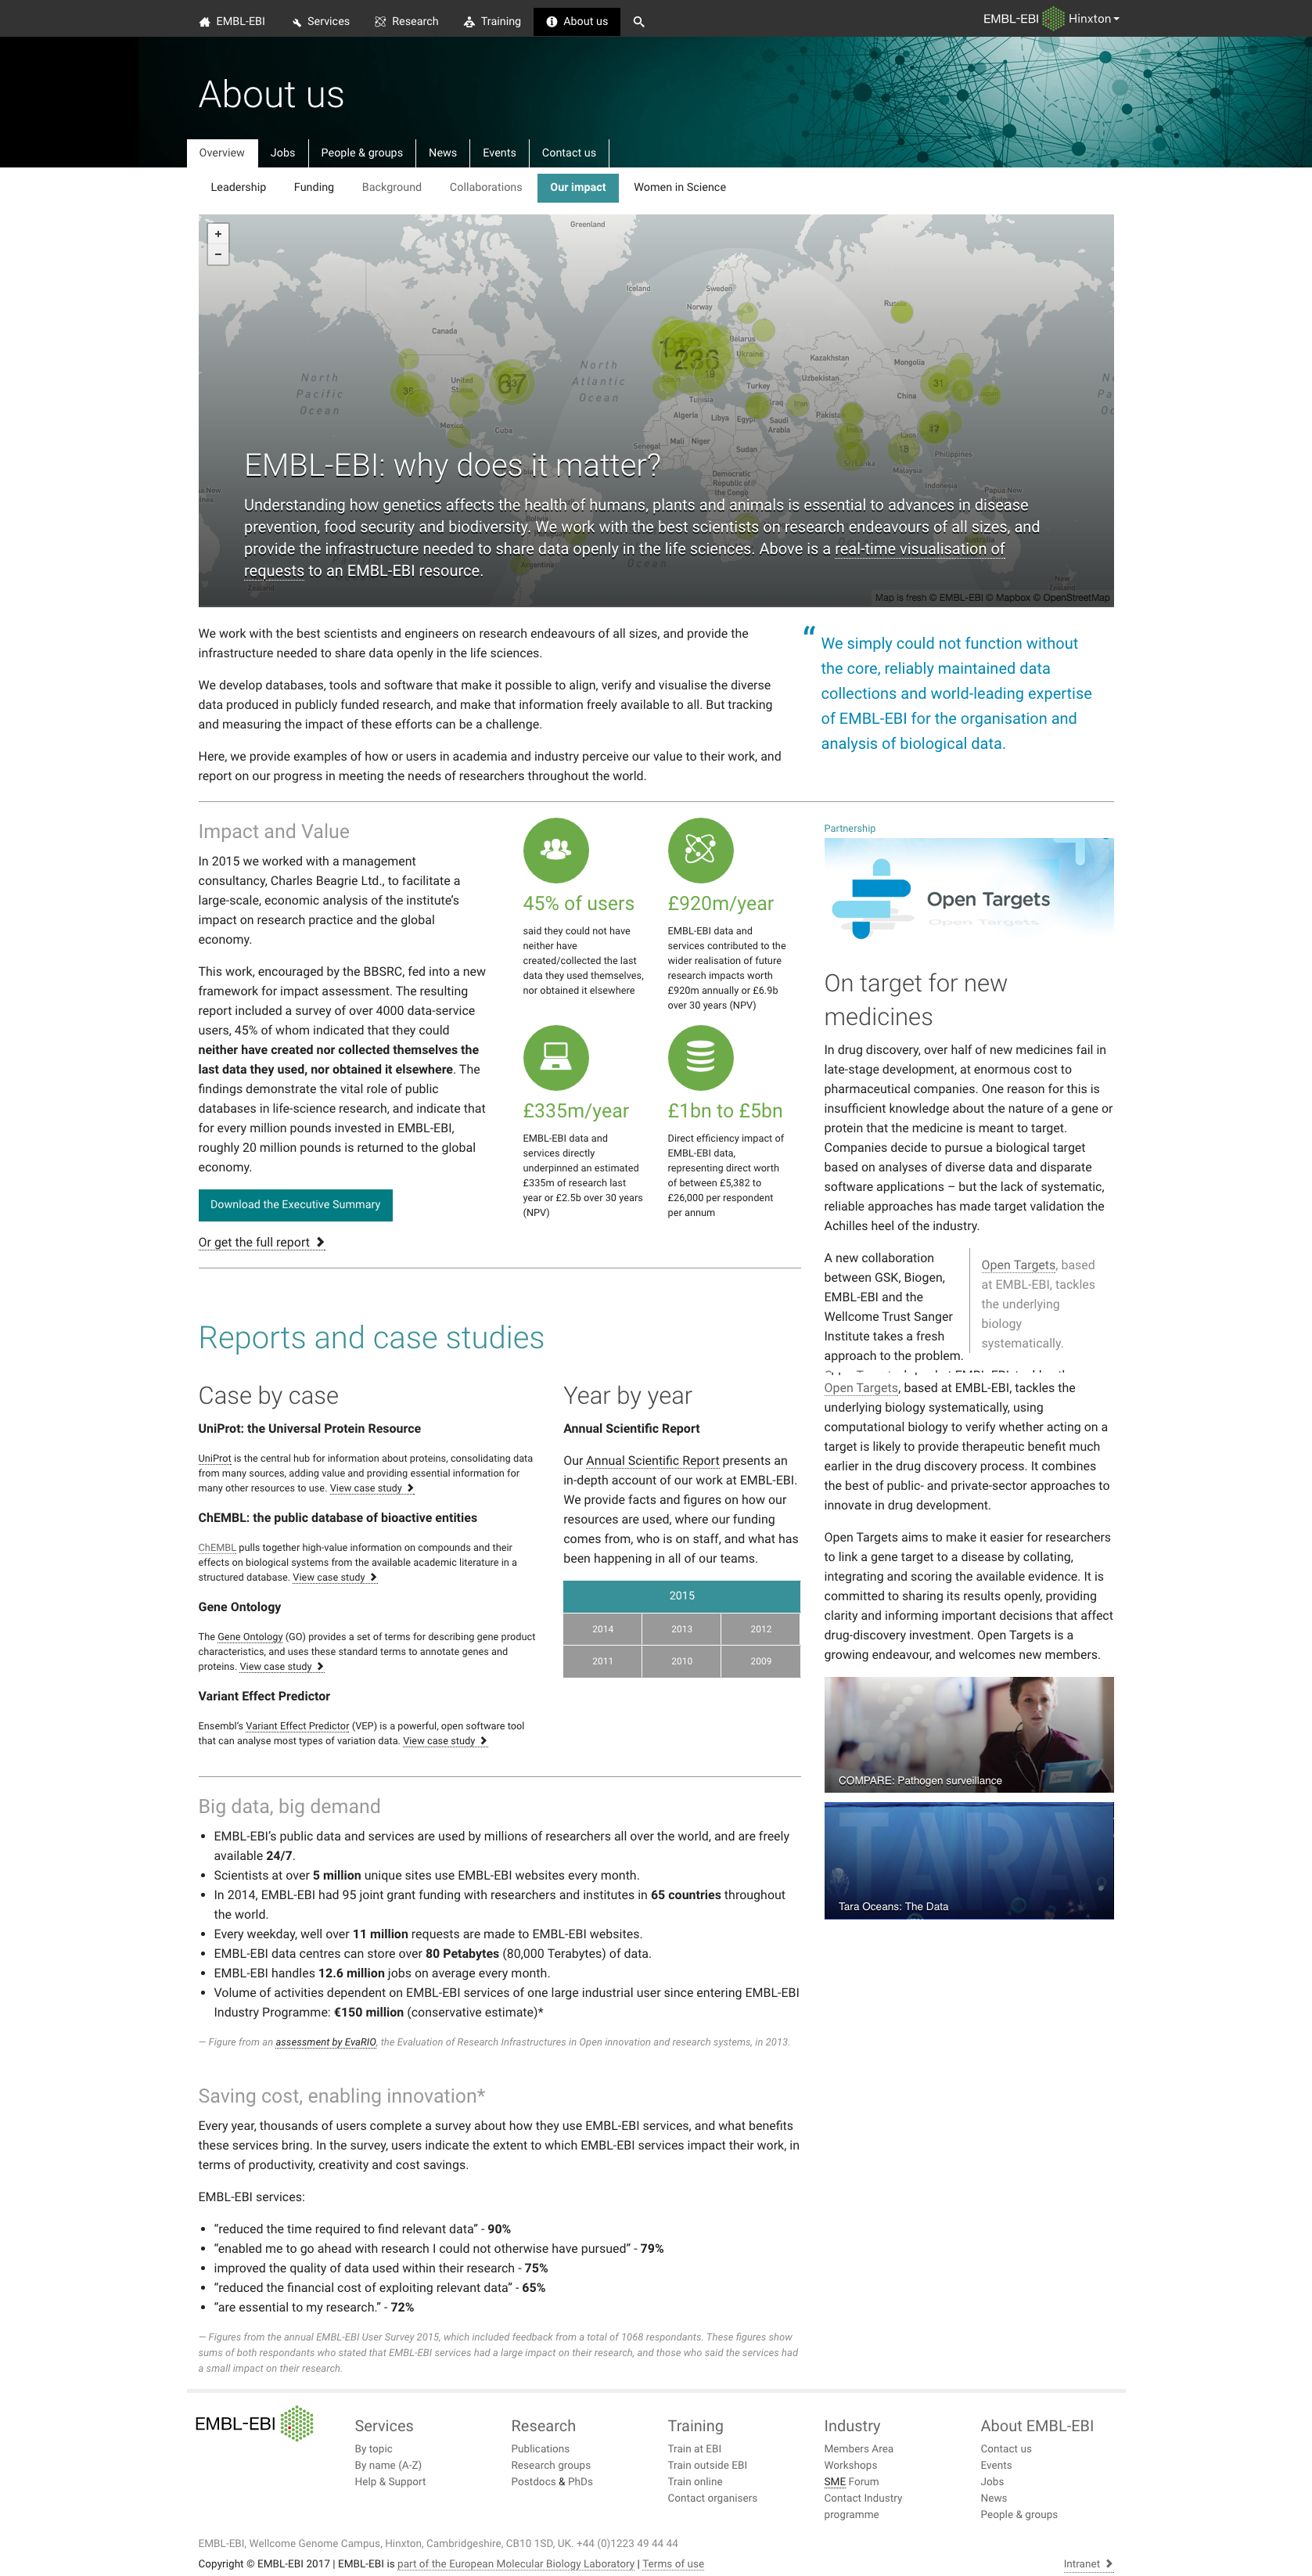 EMBL-EBI
Services
Research
Training
About us
EMBL-EBI Hinxton
About us
Overview
Jobs
People & groups
News
Events
Contact us
Leadership
Funding
Background
Collaborations
Our impact
Women in Science
+
−
Greenland
Iceland
Sweden
Norway
Russia
Canada
Belarus
Ukraine
Kazakhstan
Mongolia
Uzbekistan
North
Pacific
Ocean
United
North
Atlantic
Ocean
236
19
67
36
31
Turkey
China
Tunisia
Iraq
Iran
Algeria
Libya
Egypt
Saudi
Arabia
Pakistan
Mexico
Cuba
Senegal
Mali
Niger
Sudan
Laos
18
Philippines
Malaysia
Democratic
Republic of
the Congo
Indonesia
Papua New
Guinea
EMBL-EBI: why does it matter?
Understanding how genetics affects the health of humans, plants and animals is essential to advances in disease
prevention, food security and biodiversity. We work with the best scientists on research endeavours of all sizes, and
provide the infrastructure needed to share data openly in the life sciences. Above is a real-time visualisation of
requests to an EMBL-EBI resource.
Argentina
Ocean
Australia
New
Zealand
Map is fresh © EMBL-EBI © Mapbox © OpenStreetMap
We work with the best scientists and engineers on research endeavours of all sizes, and provide the
infrastructure needed to share data openly in the life sciences.
We develop databases, tools and software that make it possible to align, verify and visualise the diverse
data produced in publicly funded research, and make that information freely available to all. But tracking
and measuring the impact of these efforts can be a challenge.
Here, we provide examples of how or users in academia and industry perceive our value to their work, and
report on our progress in meeting the needs of researchers throughout the world.
“
We simply could not function without
the core, reliably maintained data
collections and world-leading expertise
of EMBL-EBI for the organisation and
analysis of biological data.
Impact and Value
In 2015 we worked with a management
consultancy, Charles Beagrie Ltd., to facilitate a
large-scale, economic analysis of the institute’s
impact on research practice and the global
economy.
This work, encouraged by the BBSRC, fed into a new
framework for impact assessment. The resulting
report included a survey of over 4000 data-service
users, 45% of whom indicated that they could
neither have created nor collected themselves the
last data they used, nor obtained it elsewhere. The
findings demonstrate the vital role of public
databases in life-science research, and indicate that
for every million pounds invested in EMBL-EBI,
roughly 20 million pounds is returned to the global
economy.
Download the Executive Summary
Or get the full report
45% of users
said they could not have
neither have
created/collected the last
data they used themselves,
nor obtained it elsewhere
£920m/year
EMBL-EBI data and
services contributed to the
wider realisation of future
research impacts worth
£920m annually or £6.9b
over 30 years (NPV)
£335m/year
EMBL-EBI data and
services directly
underpinned an estimated
£335m of research last
year or £2.5b over 30 years
(NPV)
£1bn to £5bn
Direct efficiency impact of
EMBL-EBI data,
representing direct worth
of between £5,382 to
£26,000 per respondent
per annum
Partnership
Open Targets
On target for new
medicines
In drug discovery, over half of new medicines fail in
late-stage development, at enormous cost to
pharmaceutical companies. One reason for this is
insufficient knowledge about the nature of a gene or
protein that the medicine is meant to target.
Companies decide to pursue a biological target
based on analyses of diverse data and disparate
software applications – but the lack of systematic,
reliable approaches has made target validation the
Achilles heel of the industry.
A new collaboration
between GSK, Biogen,
EMBL-EBI and the
Wellcome Trust Sanger
Institute takes a fresh
approach to the problem.
Open Targets, based
at EMBL-EBI, tackles
the underlying
biology
systematically.
Open Targets, based at EMBL-EBI, tackles the
underlying biology systematically, using
computational biology to verify whether acting on a
target is likely to provide therapeutic benefit much
earlier in the drug discovery process. It combines
the best of public- and private-sector approaches to
innovate in drug development.
Open Targets aims to make it easier for researchers
to link a gene target to a disease by collating,
integrating and scoring the available evidence. It is
committed to sharing its results openly, providing
clarity and informing important decisions that affect
drug-discovery investment. Open Targets is a
growing endeavour, and welcomes new members.
COMPARE: Pathogen surveillance
TARA
Tara Oceans: The Data
Reports and case studies
Case by case
UniProt: the Universal Protein Resource
UniProt is the central hub for information about proteins, consolidating data
from many sources, adding value and providing essential information for
many other resources to use. View case study
ChEMBL: the public database of bioactive entities
ChEMBL pulls together high-value information on compounds and their
effects on biological systems from the available academic literature in a
structured database. View case study
Gene Ontology
The Gene Ontology (GO) provides a set of terms for describing gene product
characteristics, and uses these standard terms to annotate genes and
proteins. View case study
Variant Effect Predictor
Ensembl’s Variant Effect Predictor (VEP) is a powerful, open software tool
that can analyse most types of variation data. View case study
Year by year
Annual Scientific Report
Our Annual Scientific Report presents an
in-depth account of our work at EMBL-EBI.
We provide facts and figures on how our
resources are used, where our funding
comes from, who is on staff, and what has
been happening in all of our teams.
2015
2014 2013 2012
2011 2010 2009
Big data, big demand
• EMBL-EBI’s public data and services are used by millions of researchers all over the world, and are freely
available 24/7.
• Scientists at over 5 million unique sites use EMBL-EBI websites every month.
• In 2014, EMBL-EBI had 95 joint grant funding with researchers and institutes in 65 countries throughout
the world.
• Every weekday, well over 11 million requests are made to EMBL-EBI websites.
• EMBL-EBI data centres can store over 80 Petabytes (80,000 Terabytes) of data.
• EMBL-EBI handles 12.6 million jobs on average every month.
• Volume of activities dependent on EMBL-EBI services of one large industrial user since entering EMBL-EBI
Industry Programme: €150 million (conservative estimate)*
— Figure from an assessment by EvaRIO, the Evaluation of Research Infrastructures in Open innovation and research systems, in 2013.
Saving cost, enabling innovation*
Every year, thousands of users complete a survey about how they use EMBL-EBI services, and what benefits
these services bring. In the survey, users indicate the extent to which EMBL-EBI services impact their work, in
terms of productivity, creativity and cost savings.
EMBL-EBI services:
• “reduced the time required to find relevant data” - 90%
• “enabled me to go ahead with research I could not otherwise have pursued” - 79%
• improved the quality of data used within their research - 75%
• “reduced the financial cost of exploiting relevant data” - 65%
• “are essential to my research.” - 72%
— Figures from the annual EMBL-EBI User Survey 2015, which included feedback from a total of 1068 respondants. These figures show
sums of both respondants who stated that EMBL-EBI services had a large impact on their research, and those who said the services had
a small impact on their research.
EMBL-EBI
Services
By topic
By name (A-Z)
Help & Support
Research
Publications
Research groups
Postdocs & PhDs
Training
Train at EBI
Train outside EBI
Train online
Contact organisers
Industry
Members Area
Workshops
SME Forum
Contact Industry
programme
About EMBL-EBI
Contact us
Events
Jobs
News
People & groups
EMBL-EBI, Wellcome Genome Campus, Hinxton, Cambridgeshire, CB10 1SD, UK. +44 (0)1223 49 44 44
Copyright © EMBL-EBI 2017 | EMBL-EBI is part of the European Molecular Biology Laboratory | Terms of use
Intranet